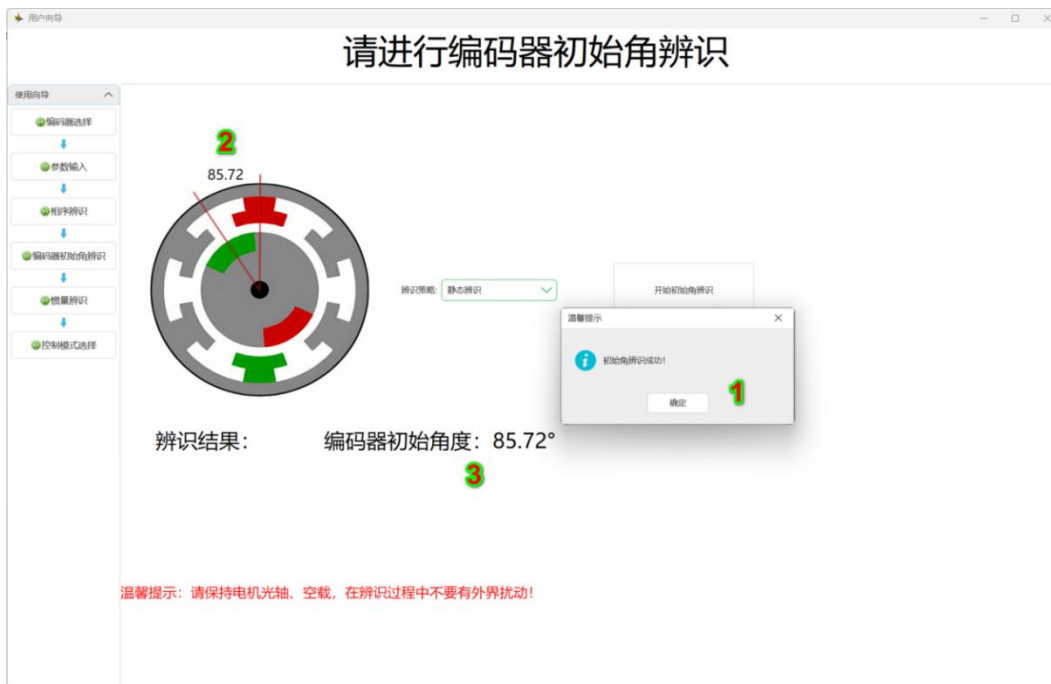 用户向导
请进行编码器初始角辨识
使用向导
编码器选择
参数输入
相序辨识
编码器初始角辨识
惯量辨识
控制模式选择
2
85.72
辨识策略: 静态辨识
开始初始角辨识
温馨提示
初始角辨识成功!
确定
1
辨识结果: 编码器初始角度: 85.72°
3
温馨提示: 请保持电机光轴、空载, 在辨识过程中不要有外界扰动!